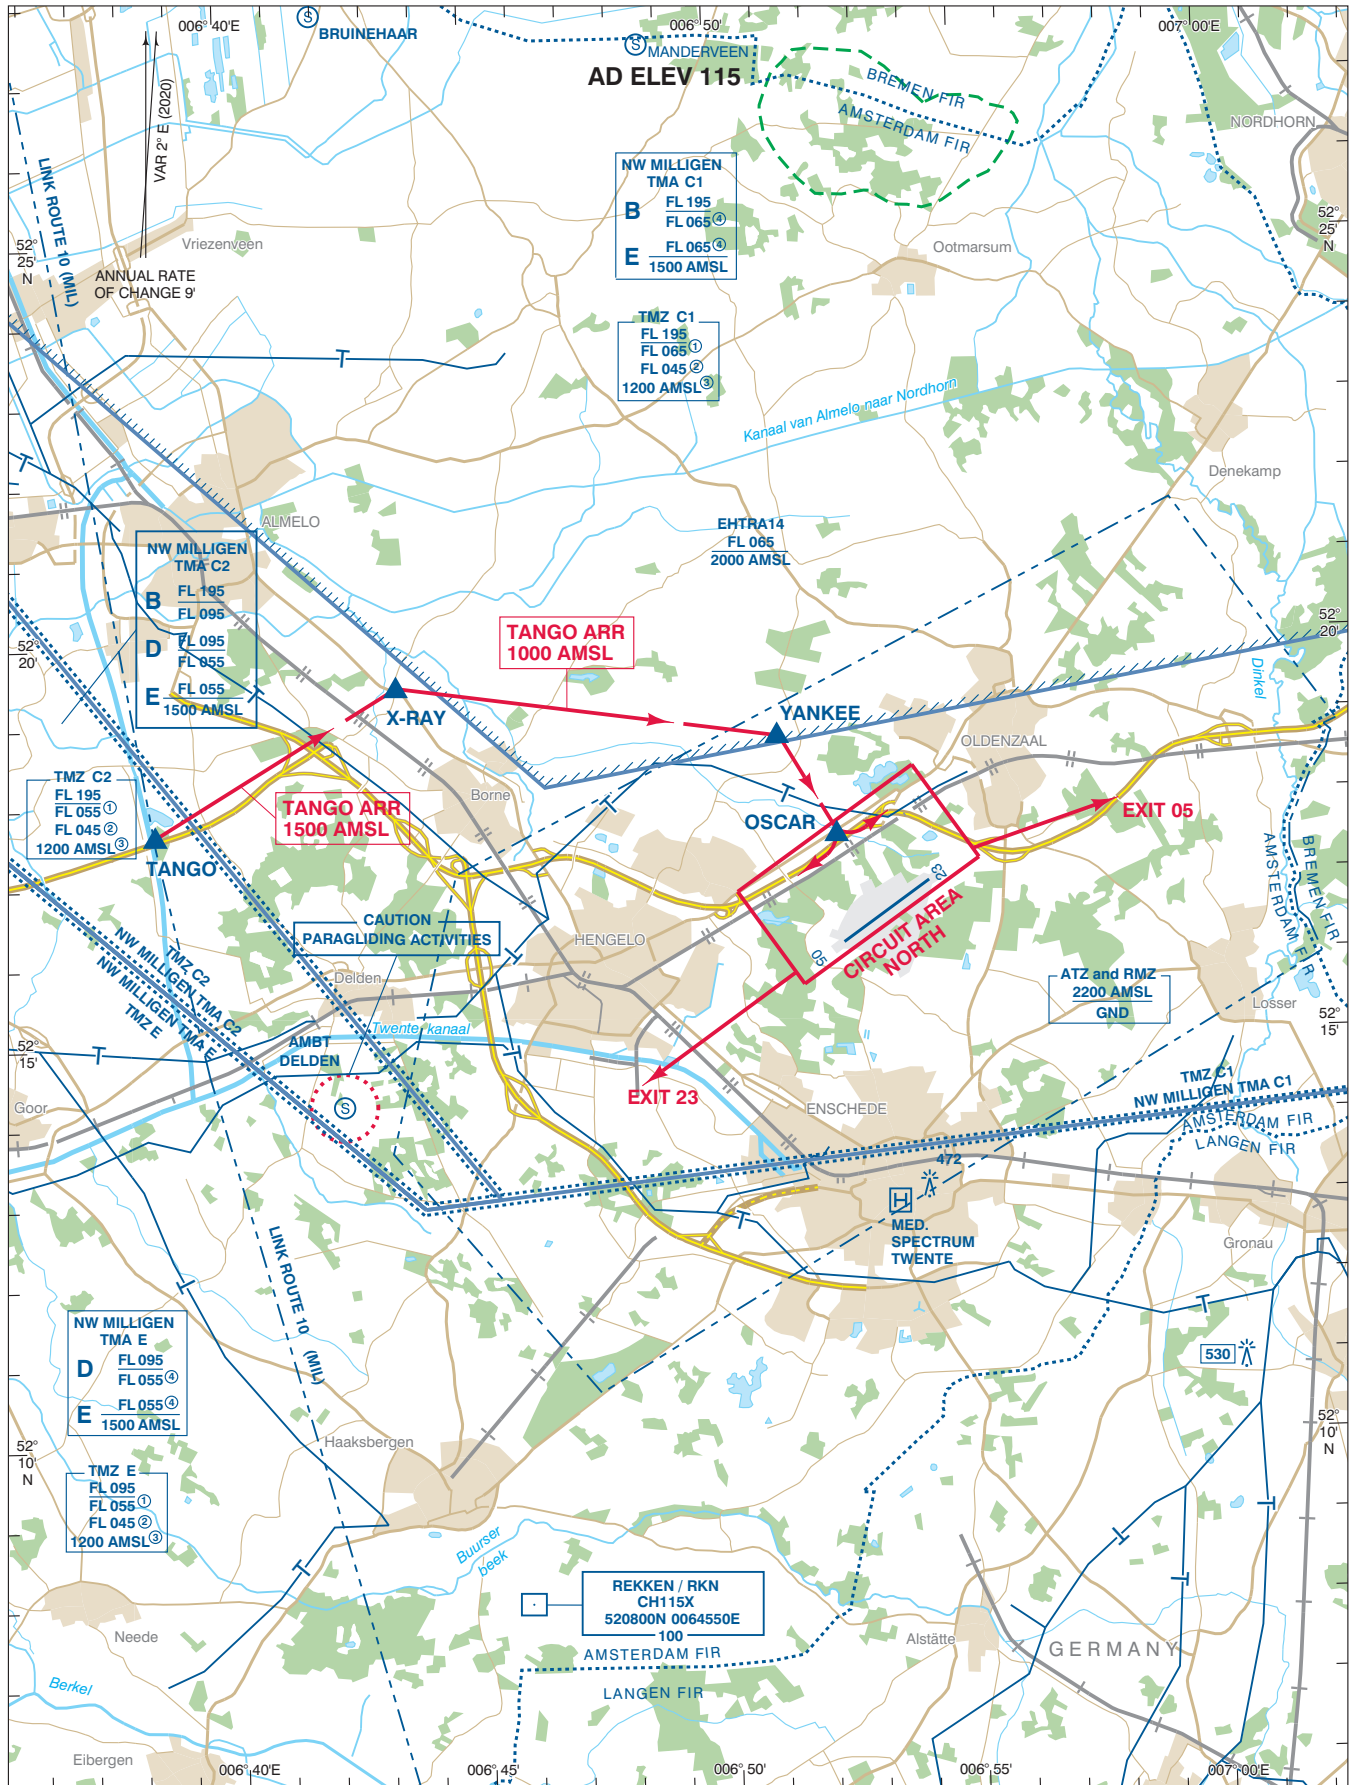 006° 40'E
006° 50'
007° 00'E
S
BRUINEHAAR
S
MANDERVEEN
AD ELEV 115
BREMEN FIR
AMSTERDAM FIR
NORDHORN
VAR 2° E (2020)
ANNUAL RATE
OF CHANGE 9'
LINK ROUTE 10 (MIL)
Vriezenveen
52°
25'
N
52°
25'
N
NW MILLIGEN
TMA C1
B
FL 195
FL 065④
E
FL 065④
1500 AMSL
Ootmarsum
TMZ C1
FL 195
FL 065①
FL 045②
1200 AMSL③
T
Kanaal van Almelo naar Nordhorn
T
Denekamp
ALMELO
EHTRA14
FL 065
2000 AMSL
NW MILLIGEN
TMA C2
B
FL 195
FL 095
D
FL 095
FL 055
E
FL 055
1500 AMSL
52°
20'
52°
20'
TANGO ARR
1000 AMSL
Dinkel
T
T
X-RAY
YANKEE
OLDENZAAL
TMZ C2
FL 195
FL 055①
FL 045②
1200 AMSL③
TANGO ARR
1500 AMSL
Borne
T
T
OSCAR
EXIT 05
TANGO
AMSTERDAM FIR
BREMEN FIR
23
05
CIRCUIT AREA
NORTH
CAUTION
PARAGLIDING ACTIVITIES
HENGELO
T
TMZ C2
NW MILLIGEN TMA C2
NW MILLIGEN TMA E
TMZ E
Delden
ATZ and RMZ
2200 AMSL
GND
Losser
52°
15'
52°
15'
Twente kanaal
AMBT
DELDEN
T
T
S
EXIT 23
Goor
ENSCHEDE
TMZ C1
NW MILLIGEN TMA C1
AMSTERDAM FIR
LANGEN FIR
472
H
MED.
SPECTRUM
TWENTE
T
Gronau
LINK ROUTE 10 (MIL)
T
T
530
NW MILLIGEN
TMA E
D
FL 095
FL 055④
E
FL 055④
1500 AMSL
52°
10'
N
52°
10'
N
Haaksbergen
TMZ E
FL 095
FL 055①
FL 045②
1200 AMSL③
T
T
T
T
Buurser
beek
REKKEN / RKN
CH115X
520800N 0064550E
100
AMSTERDAM FIR
LANGEN FIR
Neede
Alstätte
GERMANY
Berkel
Eibergen
006° 40'E
006° 45'
006° 50'
006° 55'
007° 00'E